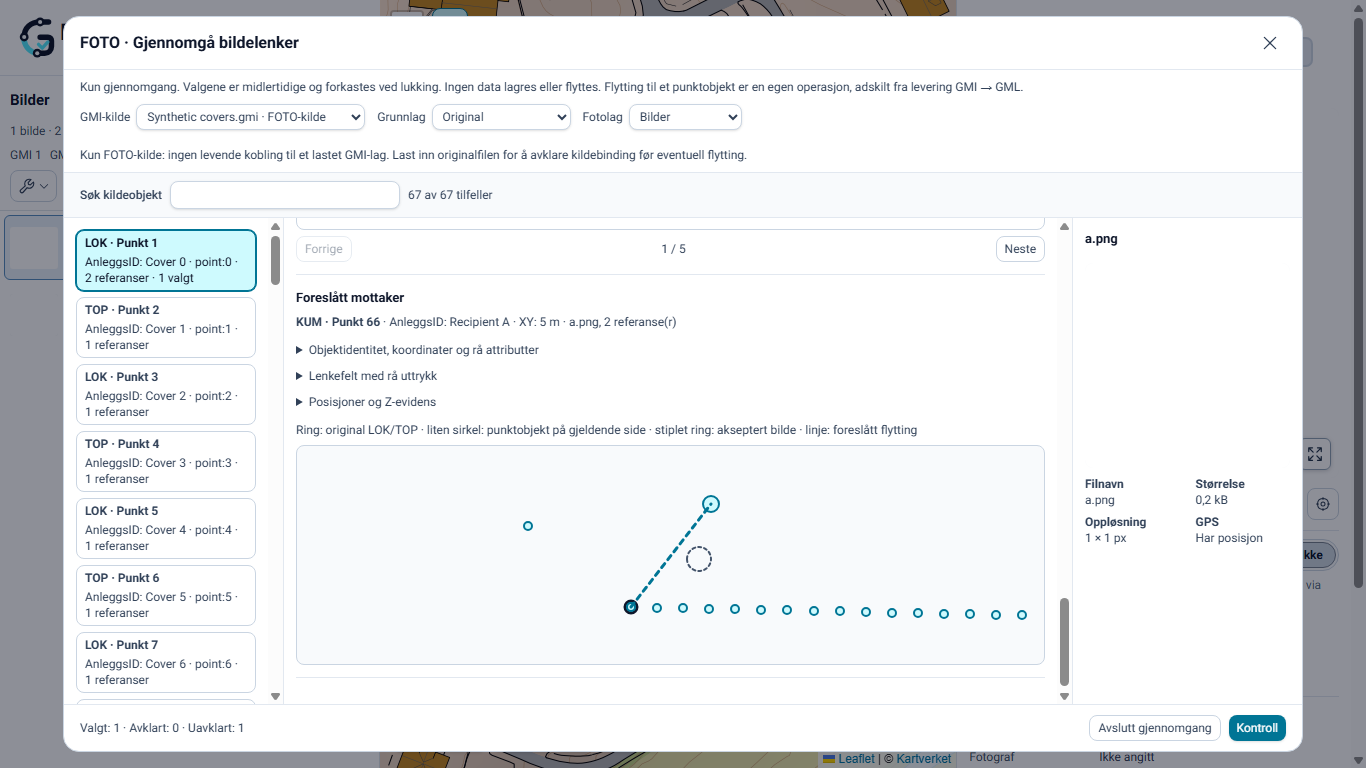 FOTO · Gjennomgå bildelenker
Kun gjennomgang. Valgene er midlertidige og forkastes ved lukking. Ingen data lagres eller flyttes. Flytting til et punktobjekt er en egen operasjon, adskilt fra levering GMI → GML.
GMI-kilde Synthetic covers.gmi · FOTO-kilde Grunnlag Original Fotolag Bilder
Kun FOTO-kilde: ingen levende kobling til et lastet GMI-lag. Last inn originalfilen for å avklare kildebinding før eventuell flytting.
Søk kildeobjekt 67 av 67 tilfeller
Bilder
1 bilde · 2
GMI 1 GM
LOK · Punkt 1
AnleggsID: Cover 0 · point:0 ·
2 referanser · 1 valgt
TOP · Punkt 2
AnleggsID: Cover 1 · point:1 ·
1 referanser
LOK · Punkt 3
AnleggsID: Cover 2 · point:2 ·
1 referanser
TOP · Punkt 4
AnleggsID: Cover 3 · point:3 ·
1 referanser
LOK · Punkt 5
AnleggsID: Cover 4 · point:4 ·
1 referanser
TOP · Punkt 6
AnleggsID: Cover 5 · point:5 ·
1 referanser
LOK · Punkt 7
AnleggsID: Cover 6 · point:6 ·
1 referanser
Forrige 1 / 5 Neste
Foreslått mottaker
KUM · Punkt 66 · AnleggsID: Recipient A · XY: 5 m · a.png, 2 referanse(r)
Objektidentitet, koordinater og rå attributter
Lenkefelt med rå uttrykk
Posisjoner og Z-evidens
Ring: original LOK/TOP · liten sirkel: punktobjekt på gjeldende side · stiplet ring: akseptert bilde · linje: foreslått flytting
a.png
Filnavn Størrelse
a.png 0,2 kB
Oppløsning GPS
1 × 1 px Har posisjon
kke
via
Valgt: 1 · Avklart: 0 · Uavklart: 1
Avslutt gjennomgang Kontroll
Leaflet | © Kartverket
Fotograf Ikke angitt